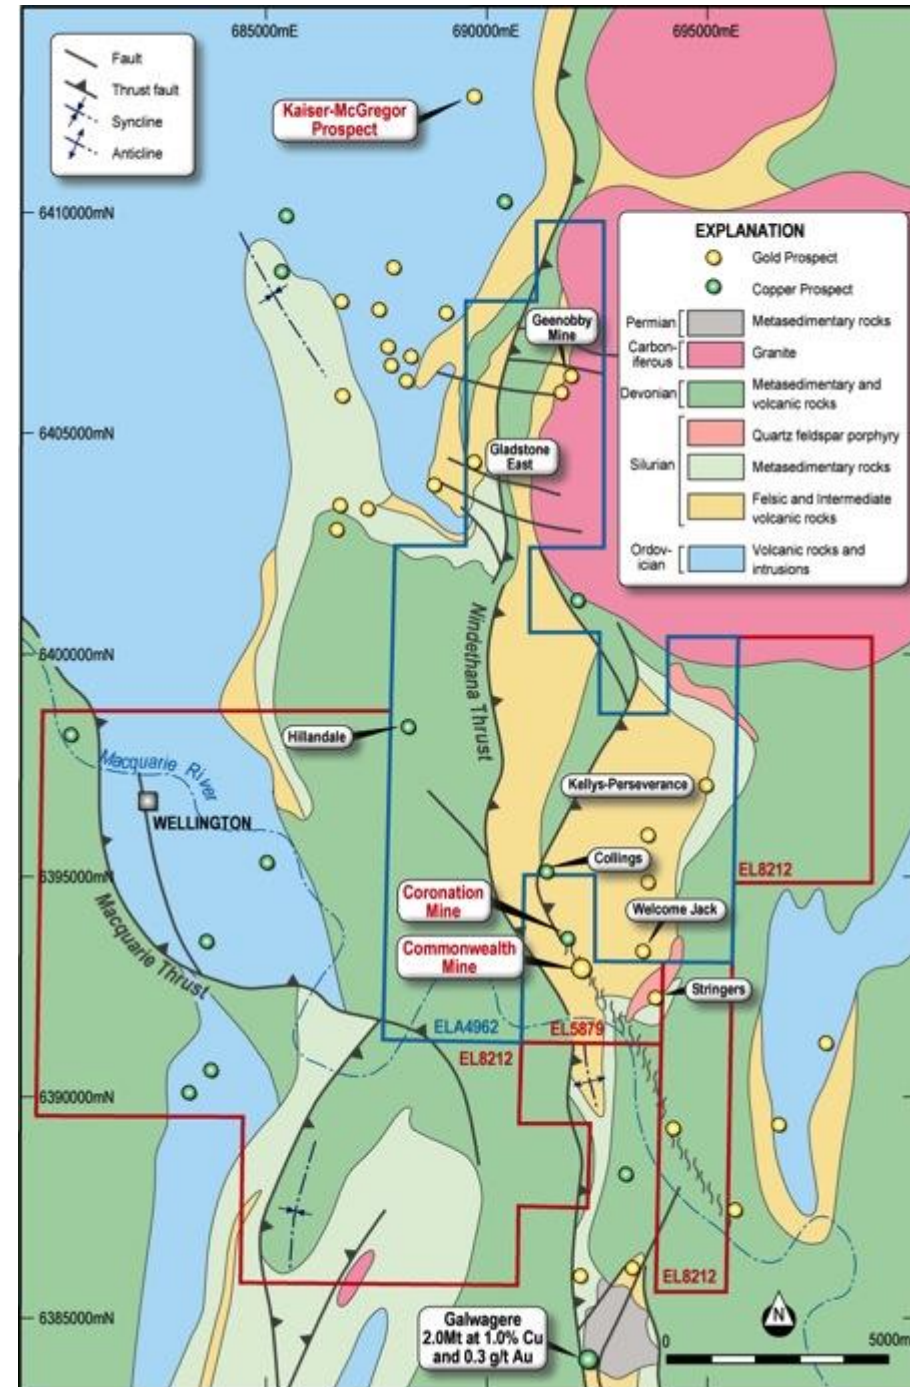 685000mE
690000mE
695000mE
Fault
Thrust fault
Syncline
Anticline
Kaiser-McGregor
Prospect
6410000mN
EXPLANATION
Gold Prospect
Copper Prospect
Permian
Metasedimentary rocks
Carbon-
iferous
Granite
Devonian
Metasedimentary and
volcanic rocks
Quartz feldspar porphyry
Silurian
Metasedimentary rocks
Felsic and Intermediate
volcanic rocks
Ordov-
ician
Volcanic rocks and
intrusions
Geenobby
Mine
6405000mN
Gladstone
East
Nindethana Thrust
6400000mN
Hillandale
Macquarie River
WELLINGTON
Kellys-Perseverance
Collings
EL8212
6395000mN
Macquarie Thrust
Coronation
Mine
Welcome Jack
Commonwealth
Mine
Stringers
ELA4962
EL5879
EL8212
6390000mN
EL8212
6385000mN
Galwagere
2.0Mt at 1.0% Cu
and 0.3 g/t Au
N
0
5000m